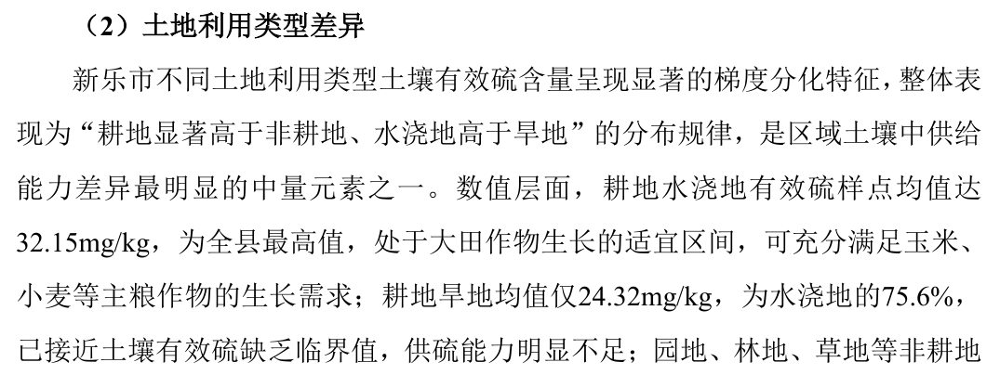 （2）土地利用类型差异
新乐市不同土地利用类型土壤有效硫含量呈现显著的梯度分化特征，整体表
现为“耕地显著高于非耕地、水浇地高于旱地”的分布规律，是区域土壤中供给
能力差异最明显的中量元素之一。数值层面，耕地水浇地有效硫样点均值达
32.15mg/kg，为全县最高值，处于大田作物生长的适宜区间，可充分满足玉米、
小麦等主粮作物的生长需求；耕地旱地均值仅24.32mg/kg，为水浇地的75.6%，
已接近土壤有效硫缺乏临界值，供硫能力明显不足；园地、林地、草地等非耕地